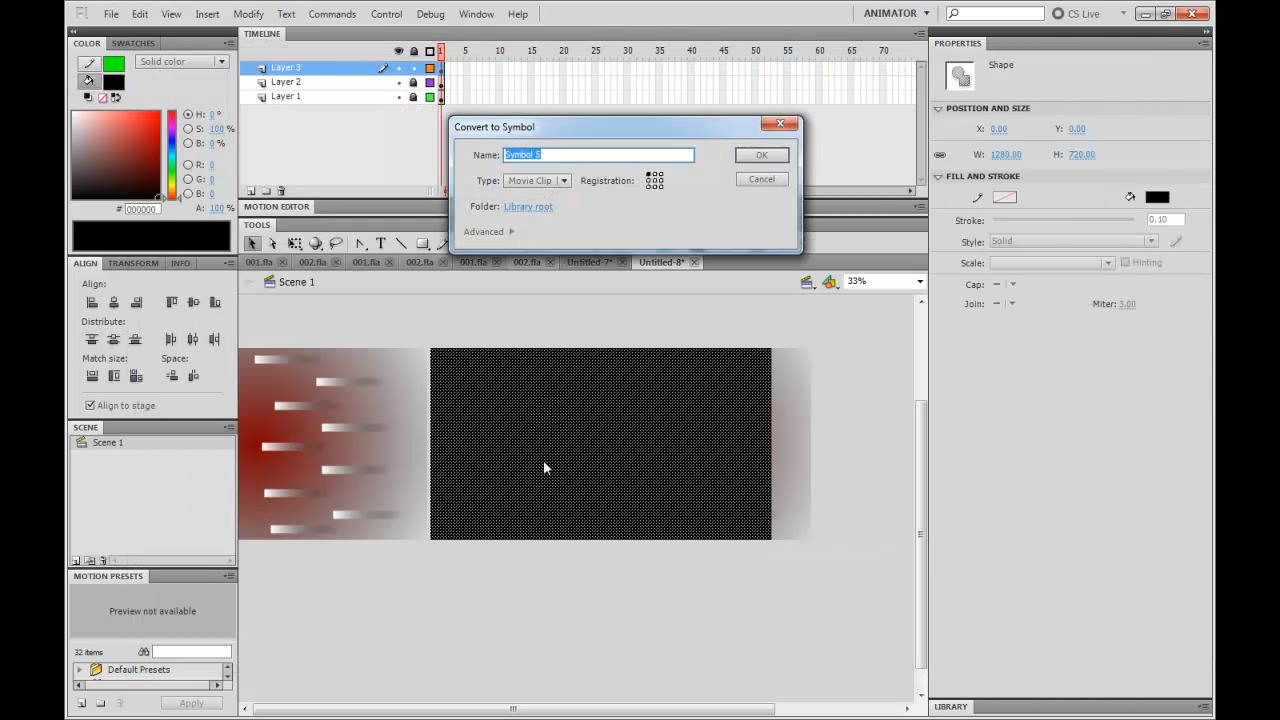 Fl File Edit View Insert Modify Text Commands Control Debug Window Help ANIMATOR CS Live
COLOR SWATCHES
Solid color
H: 0 °
S: 100 %
B: 0 %
R: 0
G: 0
B: 0
# 000000 A: 100 %
TIMELINE
1 5 10 15 20 25 30 35 40 45 50 55 60 65 70
Layer 3
Layer 2
Layer 1
Convert to Symbol
Name: Symbol 5 OK
Type: Movie Clip Registration: Cancel
Folder: Library root
Advanced
MOTION EDITOR
TOOLS
T
001.fla 002.fla 001.fla 002.fla 001.fla 002.fla Untitled-7* Untitled-8*
Scene 1 33%
ALIGN TRANSFORM INFO
Align:
Distribute:
Match size: Space:
Align to stage
SCENE
Scene 1
MOTION PRESETS
Preview not available
32 items
Default Presets
Apply
PROPERTIES
Shape
POSITION AND SIZE
X: 0.00 Y: 0.00
W: 1280.00 H: 720.00
FILL AND STROKE
Stroke: 0.10
Style: Solid
Scale: Hinting
Cap: Join: Miter: 3.00
LIBRARY